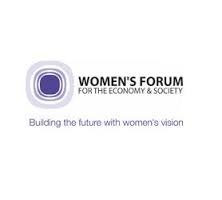 WOMEN'S FORUM
FOR THE ECONOMY & SOCIETY
Building the future with women's vision